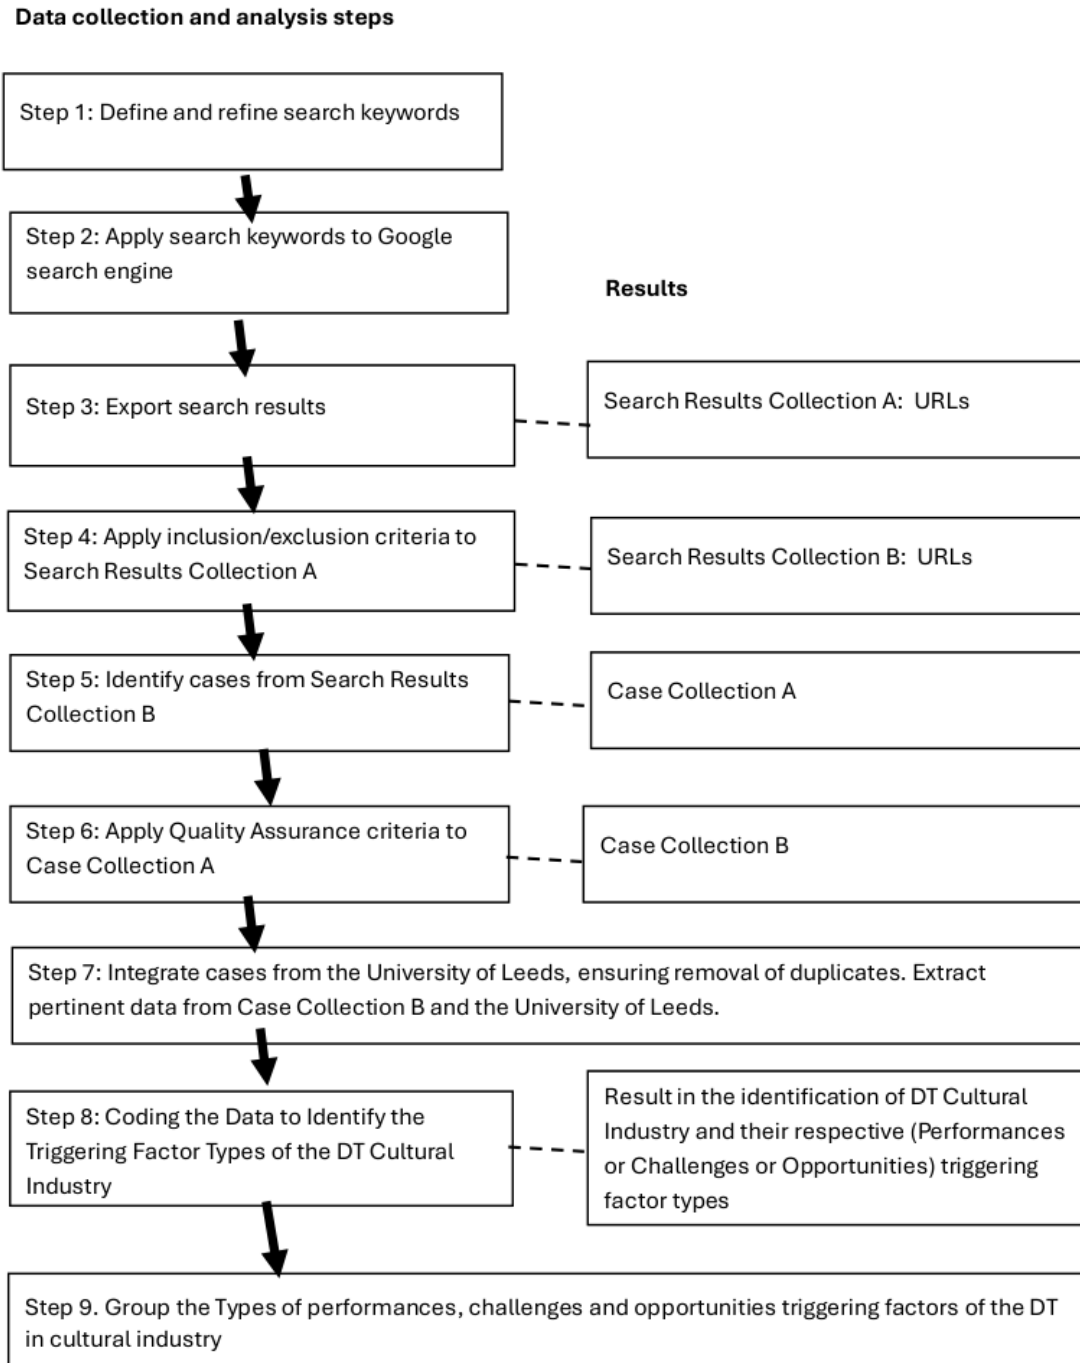 Data collection and analysis steps
Step 1: Define and refine search keywords
Step 2: Apply search keywords to Google
search engine
Results
Step 3: Export search results
Search Results Collection A:  URLs
Step 4: Apply inclusion/exclusion criteria to
Search Results Collection A
Search Results Collection B:  URLs
Step 5: Identify cases from Search Results
Collection B
Case Collection A
Step 6: Apply Quality Assurance criteria to
Case Collection A
Case Collection B
Step 7: Integrate cases from the University of Leeds, ensuring removal of duplicates. Extract
pertinent data from Case Collection B and the University of Leeds.
Step 8: Coding the Data to Identify the
Triggering Factor Types of the DT Cultural
Industry
Result in the identification of DT Cultural
Industry and their respective (Performances
or Challenges or Opportunities) triggering
factor types
Step 9. Group the Types of performances, challenges and opportunities triggering factors of the DT
in cultural industry